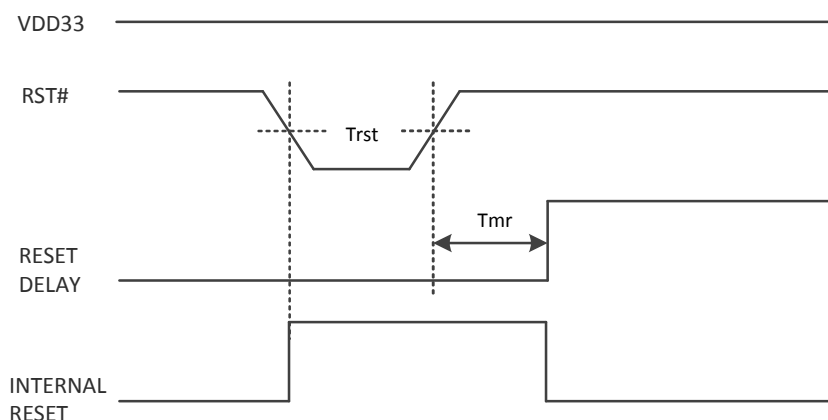 VDD33
RST#
Trst
Tmr
RESET
DELAY
INTERNAL
RESET